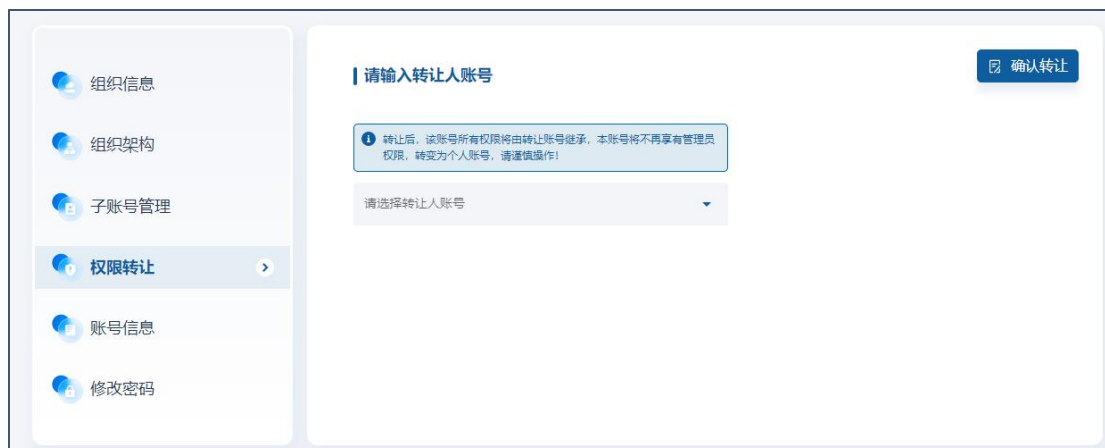 组织信息
组织架构
子账号管理
权限转让
账号信息
修改密码
请输入转让人账号
确认转让
转让后，该账号所有权限将由转让账号继承，本账号将不再享有管理员
权限，转变为个人账号，请谨慎操作！
请选择转让人账号